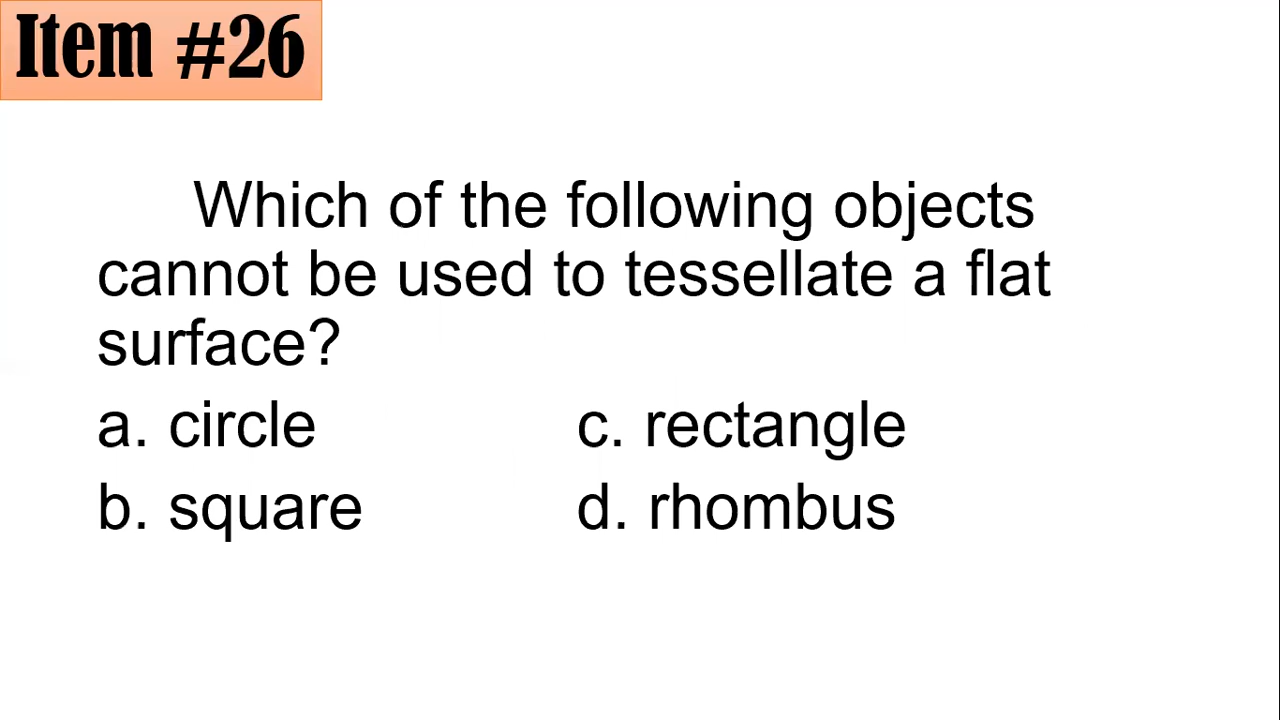 Item #26
Which of the following objects
cannot be used to tessellate a flat
surface?
a. circle c. rectangle
b. square d. rhombus